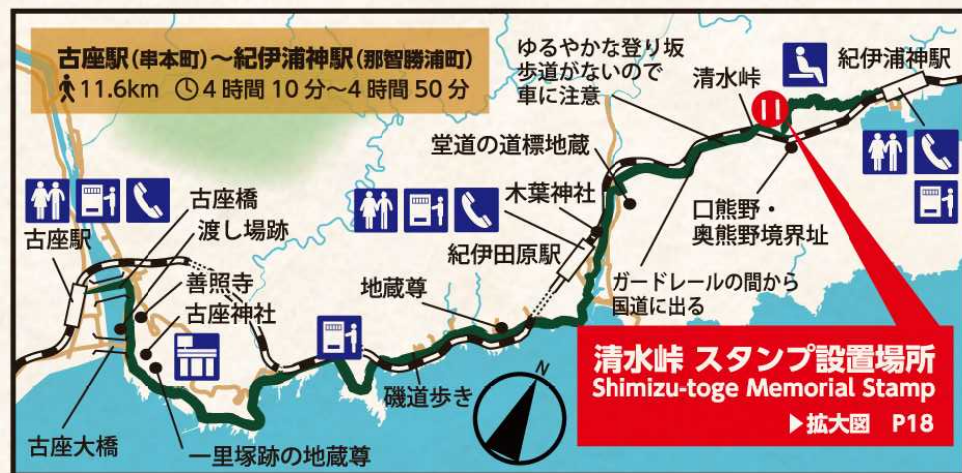 古座駅(串本町)〜紀伊浦神駅(那智勝浦町)
11.6km 4時間10分〜4時間50分
ゆるやかな登り坂
歩道がないので
車に注意
清水峠
紀伊浦神駅
11
堂道の道標地蔵
木葉神社
紀伊田原駅
口熊野・
奥熊野境界址
ガードレールの間から
国道に出る
古座駅
古座橋
渡し場跡
善照寺
古座神社
地蔵尊
磯道歩き
N
古座大橋
一里塚跡の地蔵尊
清水峠 スタンプ設置場所
Shimizu-toge Memorial Stamp
▶拡大図 P18